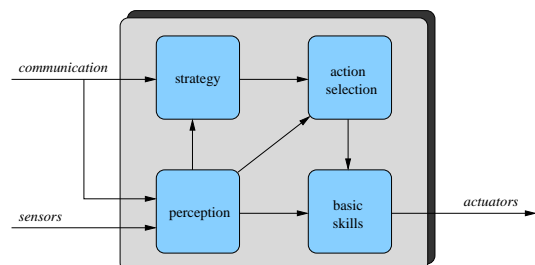 communication
strategy
action
selection
sensors
perception
basic
skills
actuators